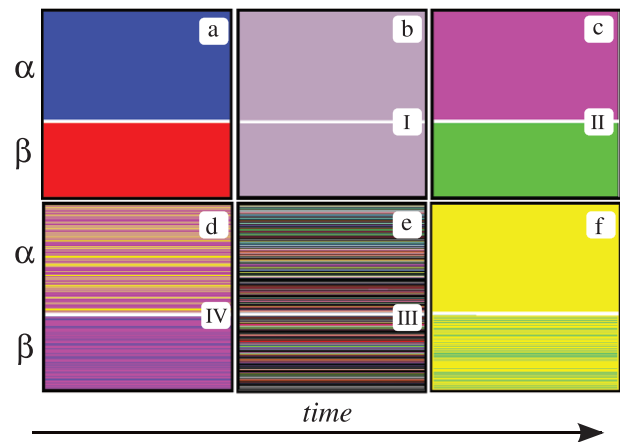 a b c
α
I II
β
d e f
α
IV III
β
time